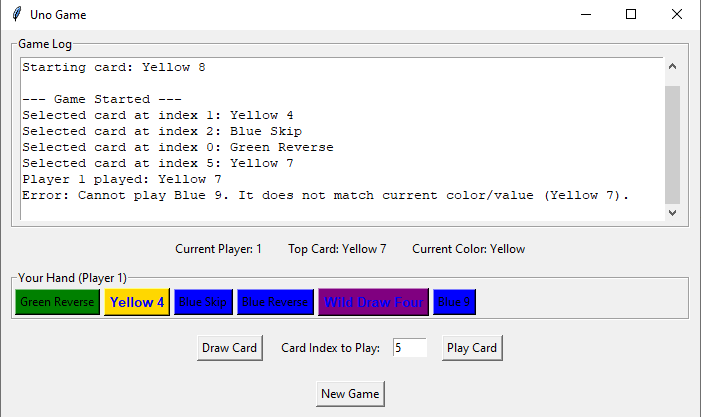 Uno Game
Game Log
Starting card: Yellow 8
--- Game Started ---
Selected card at index 1: Yellow 4
Selected card at index 2: Blue Skip
Selected card at index 0: Green Reverse
Selected card at index 5: Yellow 7
Player 1 played: Yellow 7
Error: Cannot play Blue 9. It does not match current color/value (Yellow 7).
Current Player: 1 Top Card: Yellow 7 Current Color: Yellow
Your Hand (Player 1)
Green Reverse Yellow 4 Blue Skip Blue Reverse Wild Draw Four Blue 9
Draw Card Card Index to Play: 5 Play Card
New Game